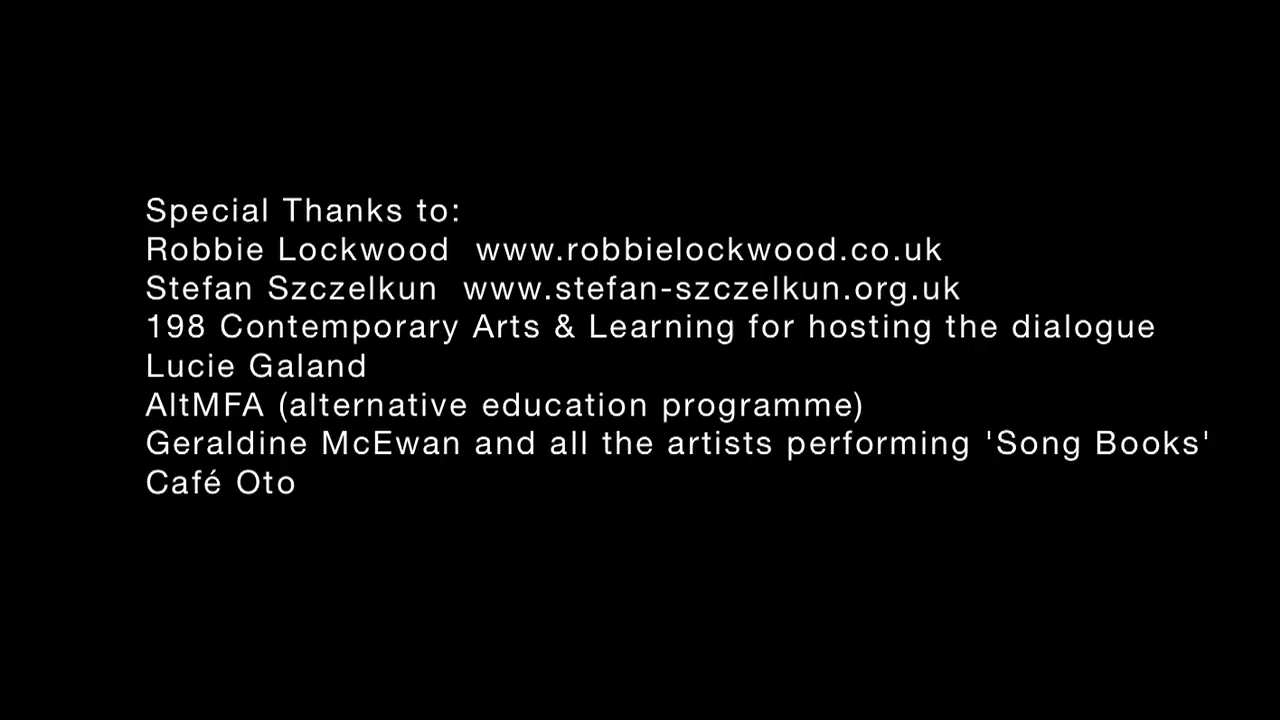 Special Thanks to:
Robbie Lockwood  www.robbielockwood.co.uk
Stefan Szczelkun  www.stefan-szczelkun.org.uk
198 Contemporary Arts & Learning for hosting the dialogue
Lucie Galand
AltMFA (alternative education programme)
Geraldine McEwan and all the artists performing 'Song Books'
Café Oto